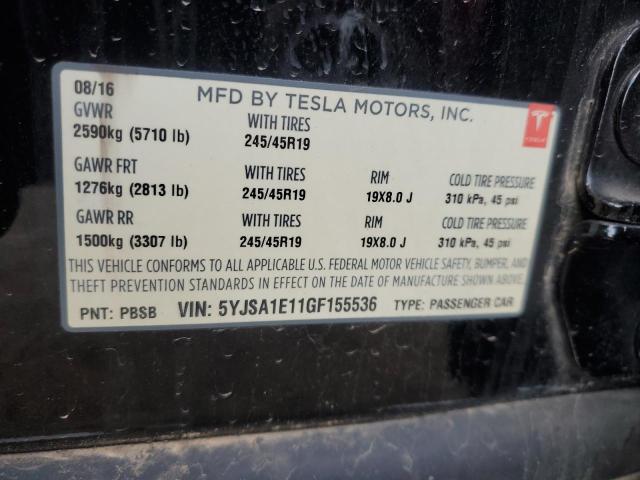 08/16 MFD BY TESLA MOTORS, INC.
GVWR WITH TIRES
2590kg (5710 lb) 245/45R19
TESLA
GAWR FRT WITH TIRES RIM COLD TIRE PRESSURE
1276kg (2813 lb) 245/45R19 19X8.0 J 310 kPa, 45 psi
GAWR RR WITH TIRES RIM COLD TIRE PRESSURE
1500kg (3307 lb) 245/45R19 19X8.0 J 310 kPa, 45 psi
THIS VEHICLE CONFORMS TO ALL APPLICABLE U.S. FEDERAL MOTOR VEHICLE SAFETY, BUMPER, AND
THEFT PREVENTION STANDARDS IN EFFECT ON THE DATE OF MANUFACTURE SHOWN ABOVE.
PNT: PBSB VIN: 5YJSA1E11GF155536 TYPE: PASSENGER CAR